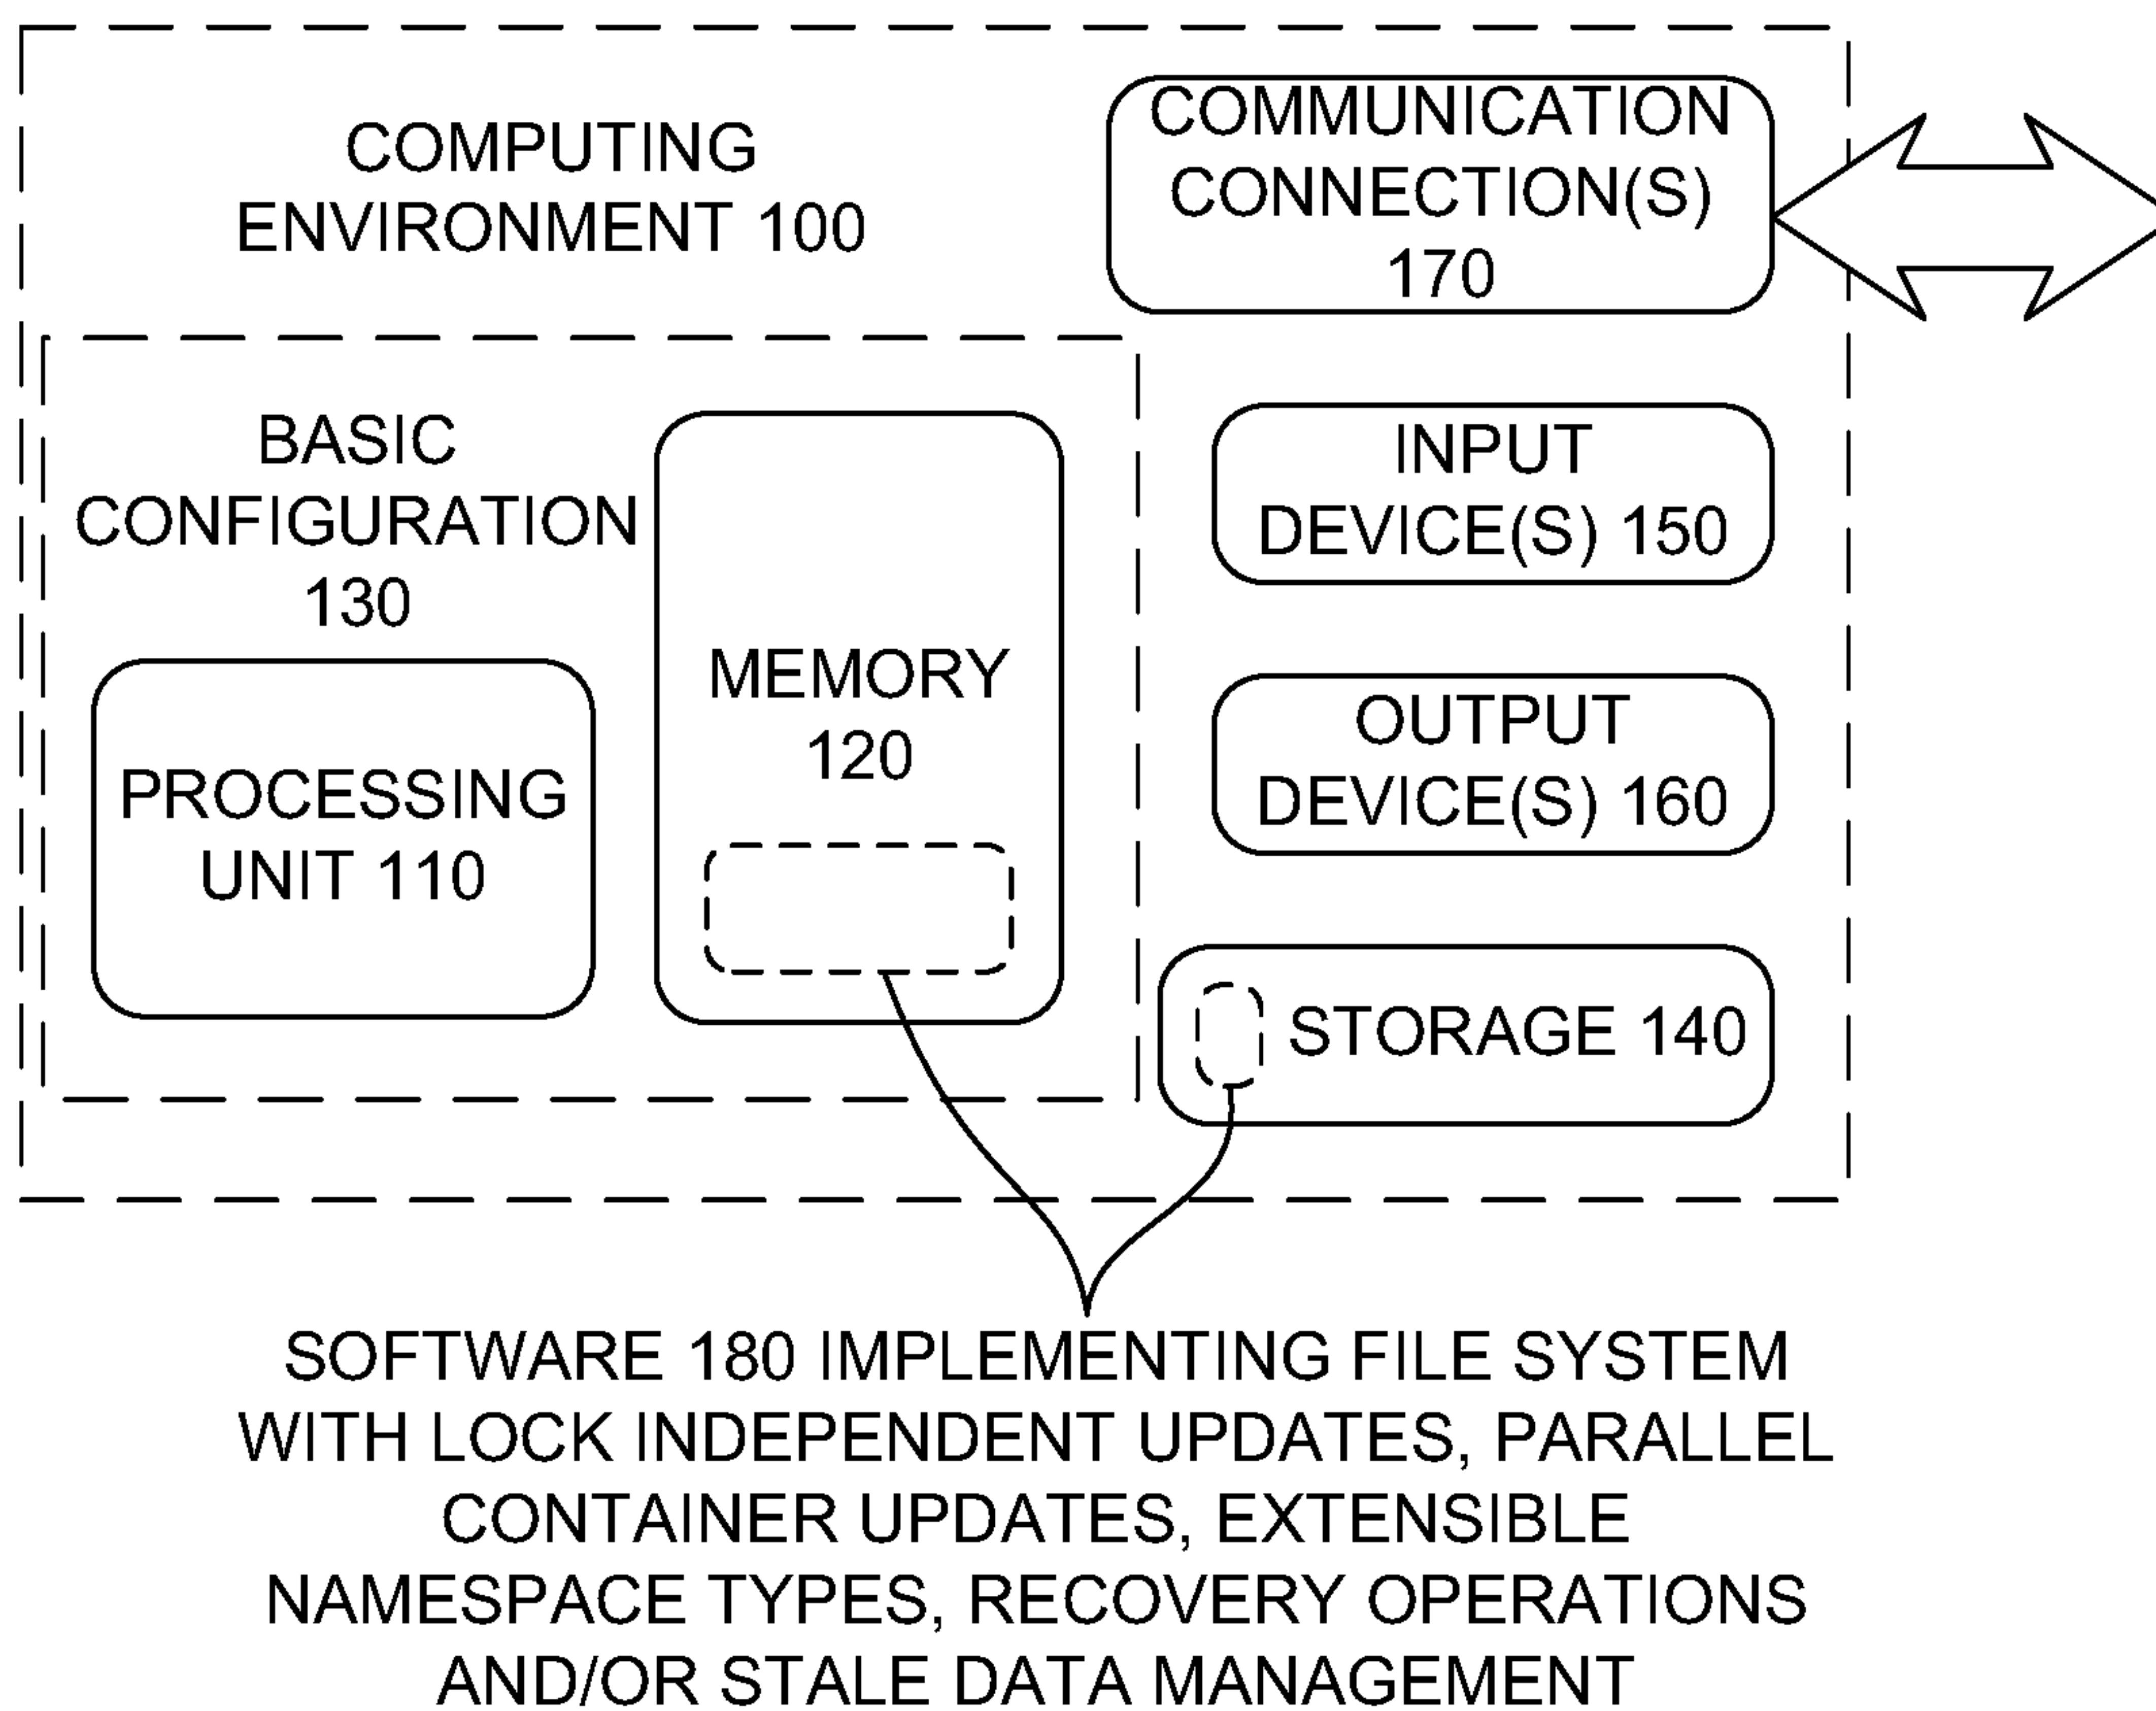 COMPUTING
ENVIRONMENT 100
COMMUNICATION
CONNECTION(S)
170
BASIC
CONFIGURATION
130
PROCESSING
UNIT 110
MEMORY
120
INPUT
DEVICE(S) 150
OUTPUT
DEVICE(S) 160
STORAGE 140
SOFTWARE 180 IMPLEMENTING FILE SYSTEM
WITH LOCK INDEPENDENT UPDATES, PARALLEL
CONTAINER UPDATES, EXTENSIBLE
NAMESPACE TYPES, RECOVERY OPERATIONS
AND/OR STALE DATA MANAGEMENT